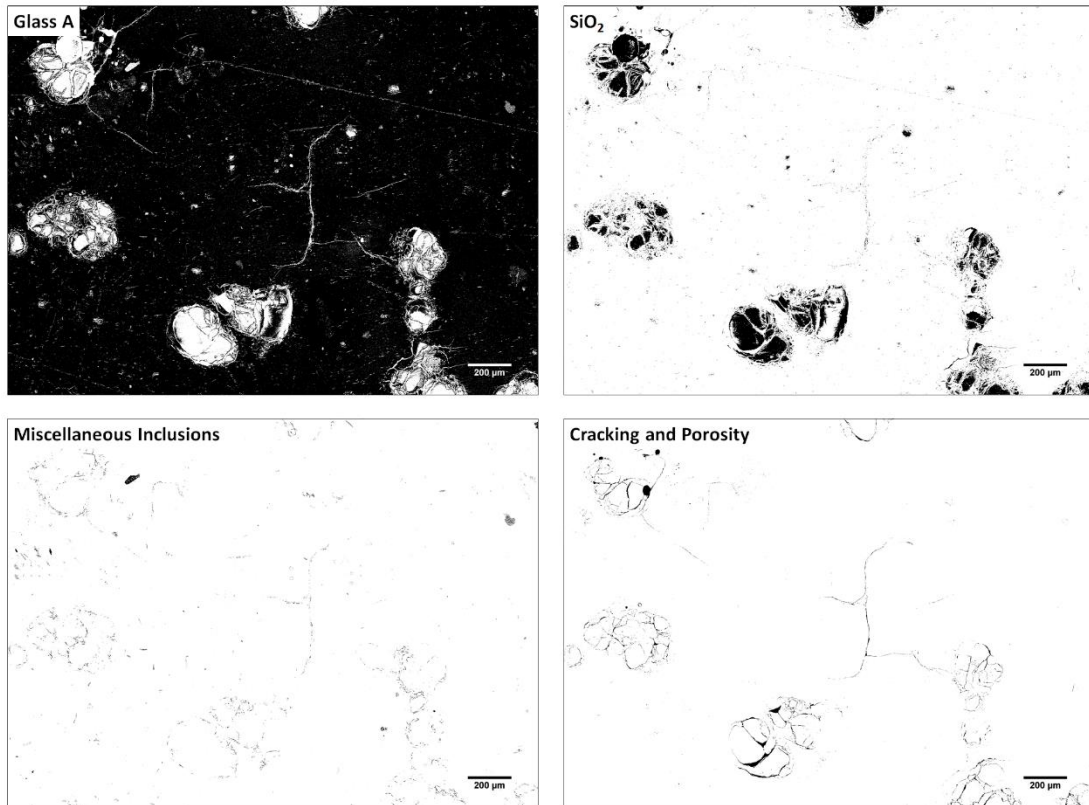 Glass A
SiO₂
200 µm
200 µm
Miscellaneous Inclusions
Cracking and Porosity
200 µm
200 µm